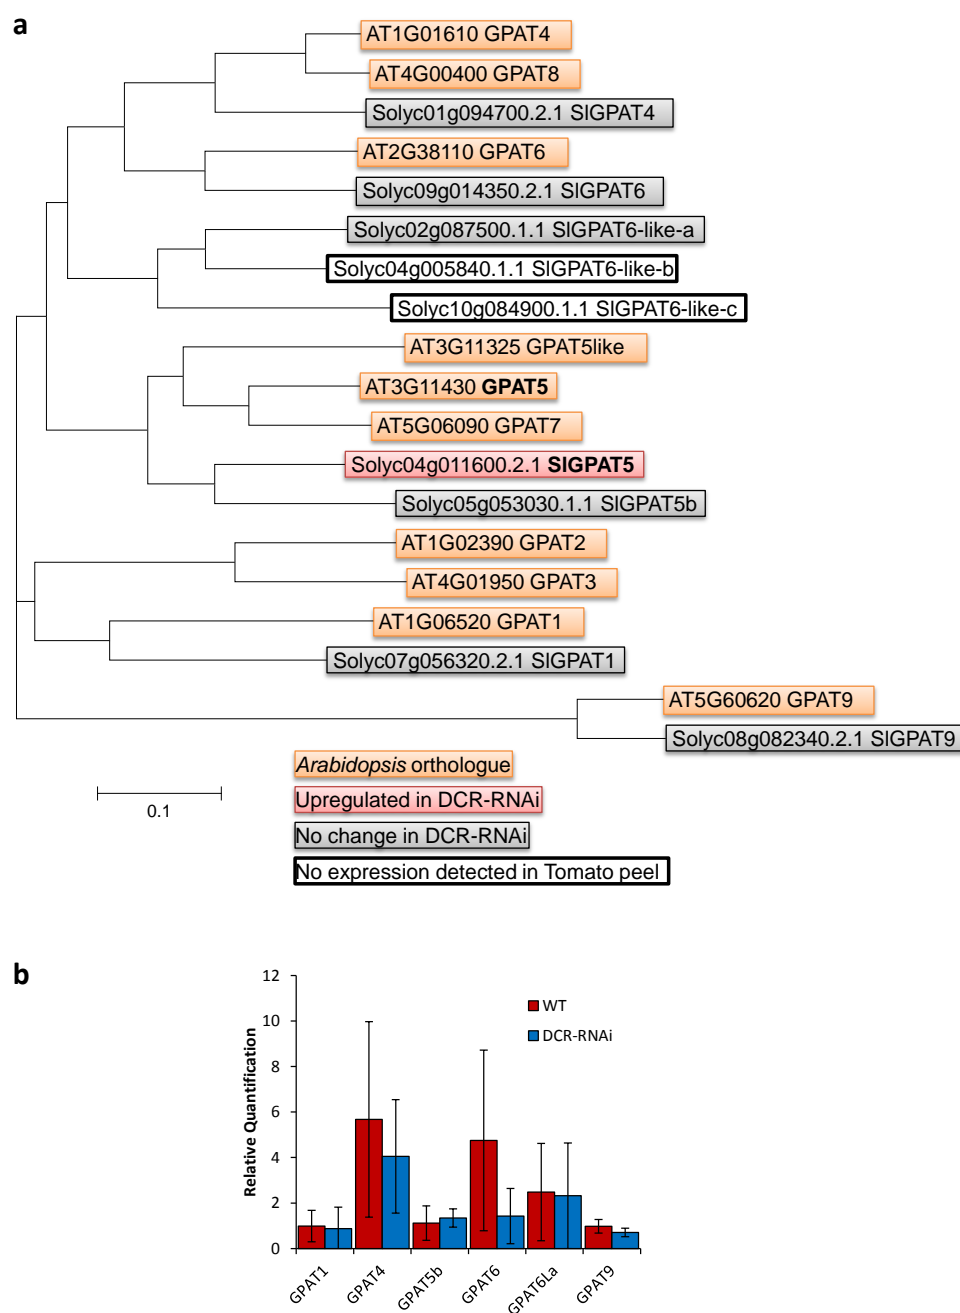 a
AT1G01610 GPAT4
AT4G00400 GPAT8
Solyc01g094700.2.1 SlGPAT4
AT2G38110 GPAT6
Solyc09g014350.2.1 SlGPAT6
Solyc02g087500.1.1 SlGPAT6-like-a
Solyc04g005840.1.1 SlGPAT6-like-b
Solyc10g084900.1.1 SlGPAT6-like-c
AT3G11325 GPAT5like
AT3G11430 GPAT5
AT5G06090 GPAT7
Solyc04g011600.2.1 SlGPAT5
Solyc05g053030.1.1 SlGPAT5b
AT1G02390 GPAT2
AT4G01950 GPAT3
AT1G06520 GPAT1
Solyc07g056320.2.1 SlGPAT1
AT5G60620 GPAT9
Solyc08g082340.2.1 SlGPAT9
Arabidopsis orthologue
Upregulated in DCR-RNAi
No change in DCR-RNAi
No expression detected in Tomato peel
0.1
b
Relative Quantification
12
10
8
6
4
2
0
WT
DCR-RNAi
GPAT1
GPAT4
GPAT5b
GPAT6
GPAT6La
GPAT9